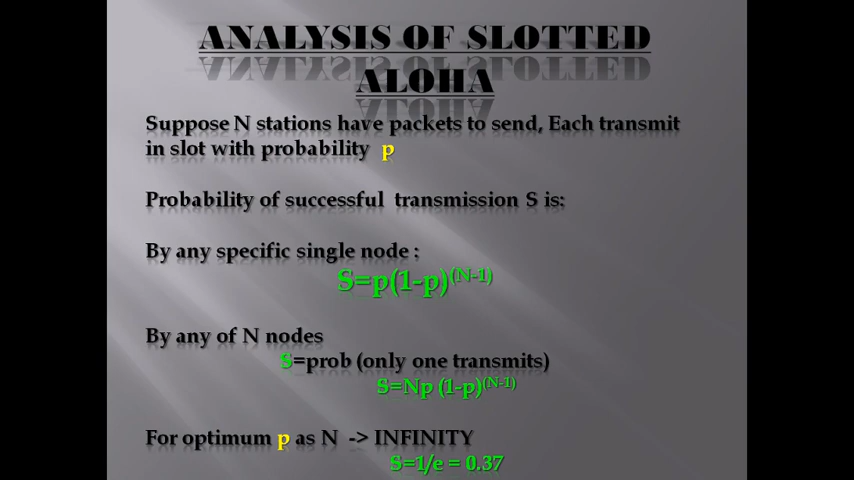 ANALYSIS OF SLOTTED
ALOHA
Suppose N stations have packets to send, Each transmit
in slot with probability p
Probability of successful transmission S is:
By any specific single node :
S=p(1-p)^(N-1)
By any of N nodes
S=prob (only one transmits)
S=Np (1-p)^(N-1)
For optimum p as N -> INFINITY
S=1/e = 0.37